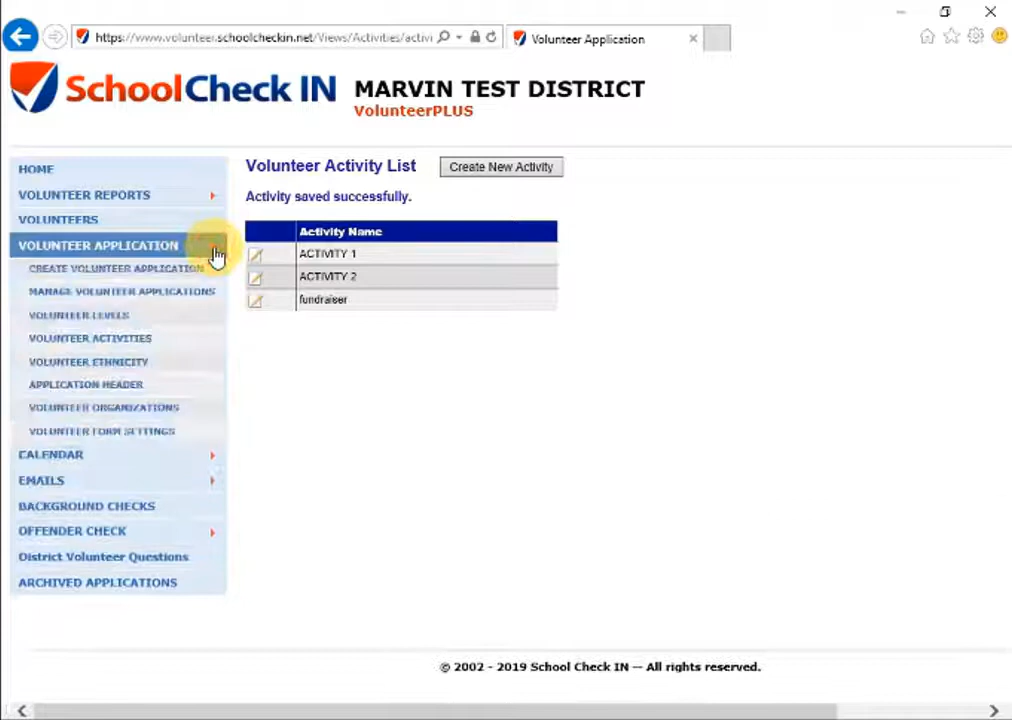 https://www.volunteer.schoolcheckin.net/Views/Activities/activi
Volunteer Application
SchoolCheck IN
MARVIN TEST DISTRICT
VolunteerPLUS
HOME
VOLUNTEER REPORTS
VOLUNTEERS
VOLUNTEER APPLICATION
CREATE VOLUNTEER APPLICATION
MANAGE VOLUNTEER APPLICATIONS
VOLUNTEER LEVELS
VOLUNTEER ACTIVITIES
VOLUNTEER ETHNICITY
APPLICATION HEADER
VOLUNTEER ORGANIZATIONS
VOLUNTEER FORM SETTINGS
CALENDAR
EMAILS
BACKGROUND CHECKS
OFFENDER CHECK
District Volunteer Questions
ARCHIVED APPLICATIONS
Volunteer Activity List
Create New Activity
Activity saved successfully.
Activity Name
ACTIVITY 1
ACTIVITY 2
fundraiser
© 2002 - 2019 School Check IN — All rights reserved.